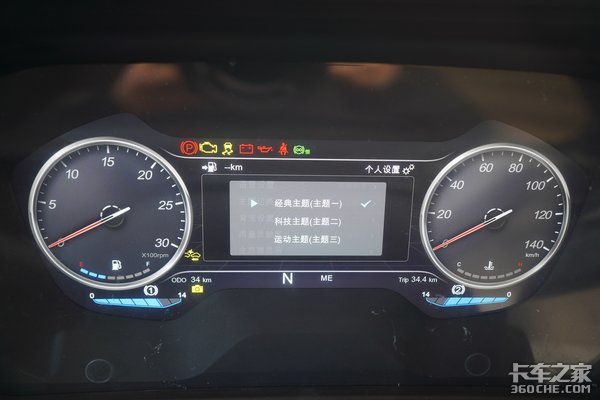 5
10
15
20
25
30
0
X100rpm
E
F
--km
个人设置
经典主题(主题一)
科技主题(主题二)
运动主题(主题三)
20
40
60
80
100
120
140
0
km/h
C
H
ODO 34 km
N
ME
Trip 34.4 km
0
1
14
0
2
14
卡车之家
360CHE.COM